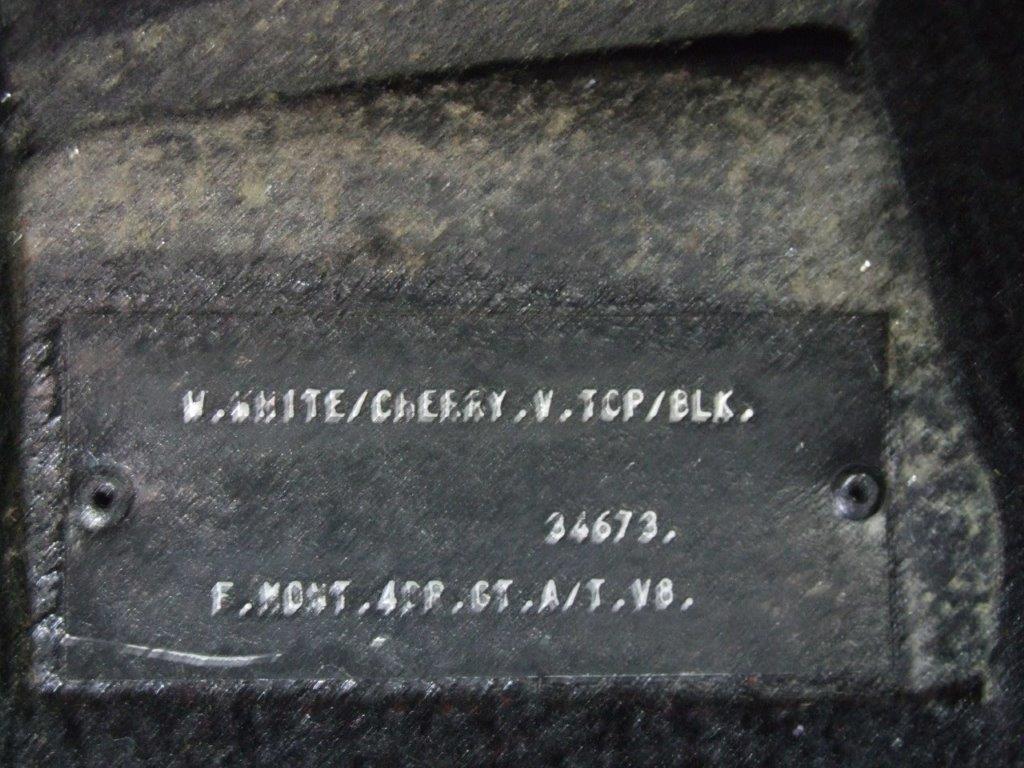 W.WHITE/CHERRY.V.TOP/BLK.
34673.
F.MONT.4DR.GT.A/T.V8.